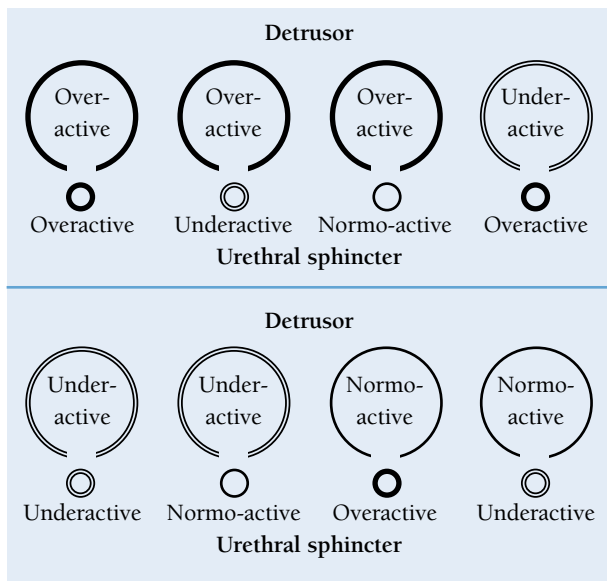 Detrusor
Over- Over- Over- Under-
active active active active
Overactive Underactive Normo-active Overactive
Urethral sphincter
Detrusor
Under- Under- Normo- Normo-
active active active active
Underactive Normo-active Overactive Underactive
Urethral sphincter